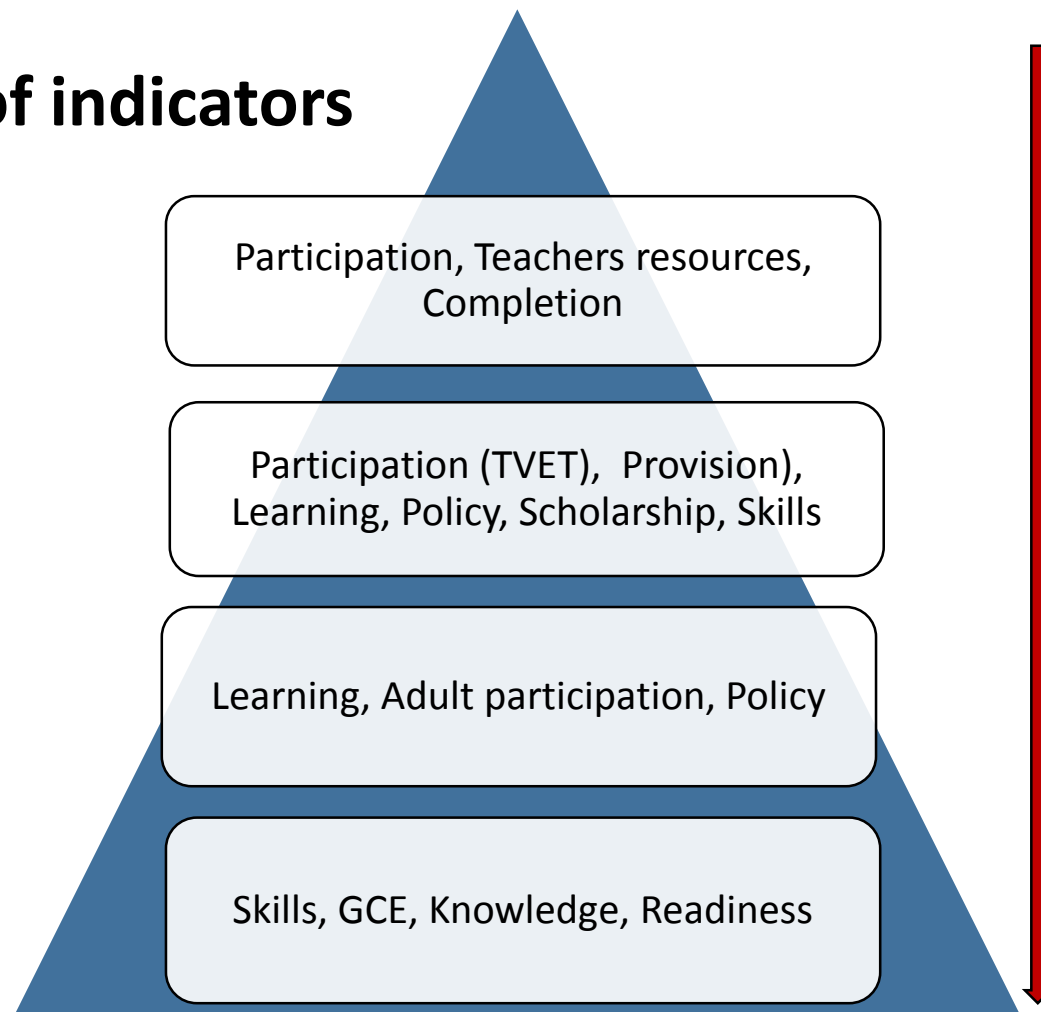 of indicators
Participation, Teachers resources,
Completion
Participation (TVET),  Provision),
Learning, Policy, Scholarship, Skills
Learning, Adult participation, Policy
Skills, GCE, Knowledge, Readiness